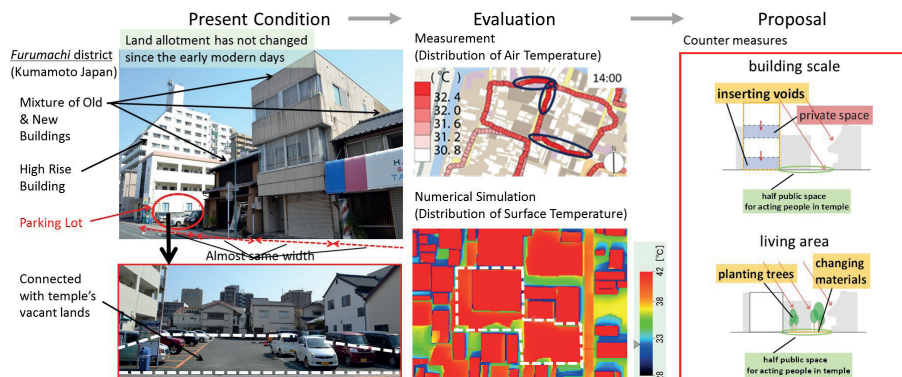 Present Condition
Evaluation
Proposal
Furumachi district
(Kumamoto Japan)
Land allotment has not changed
since the early modern days
Mixture of Old
& New
Buildings
High Rise
Building
Parking Lot
Almost same width
Connected
with temple's
vacant lands
Measurement
(Distribution of Air Temperature)
(℃)
14:00
32.4
32.0
31.6
31.2
30.8
N
Numerical Simulation
(Distribution of Surface Temperature)
[℃]
42
38
33
28
Counter measures
building scale
inserting voids
private space
half public space
for acting people in temple
living area
planting trees
changing
materials
half public space
for acting people in temple